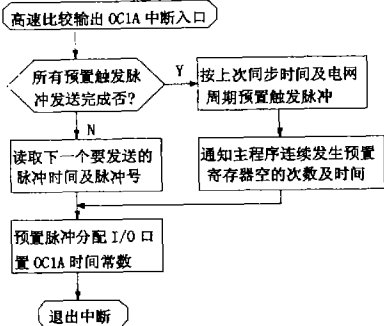 高速比较输出 OC1A 中断入口
所有预置触发脉
冲发送完成否?
Y
按上次同步时间及电网
周期预置触发脉冲
N
读取下一个要发送的
脉冲时间及脉冲号
通知主程序连续发生预置
寄存器空的次数及时间
预置脉冲分配 I/O 口
置 OC1A 时间常数
退出中断